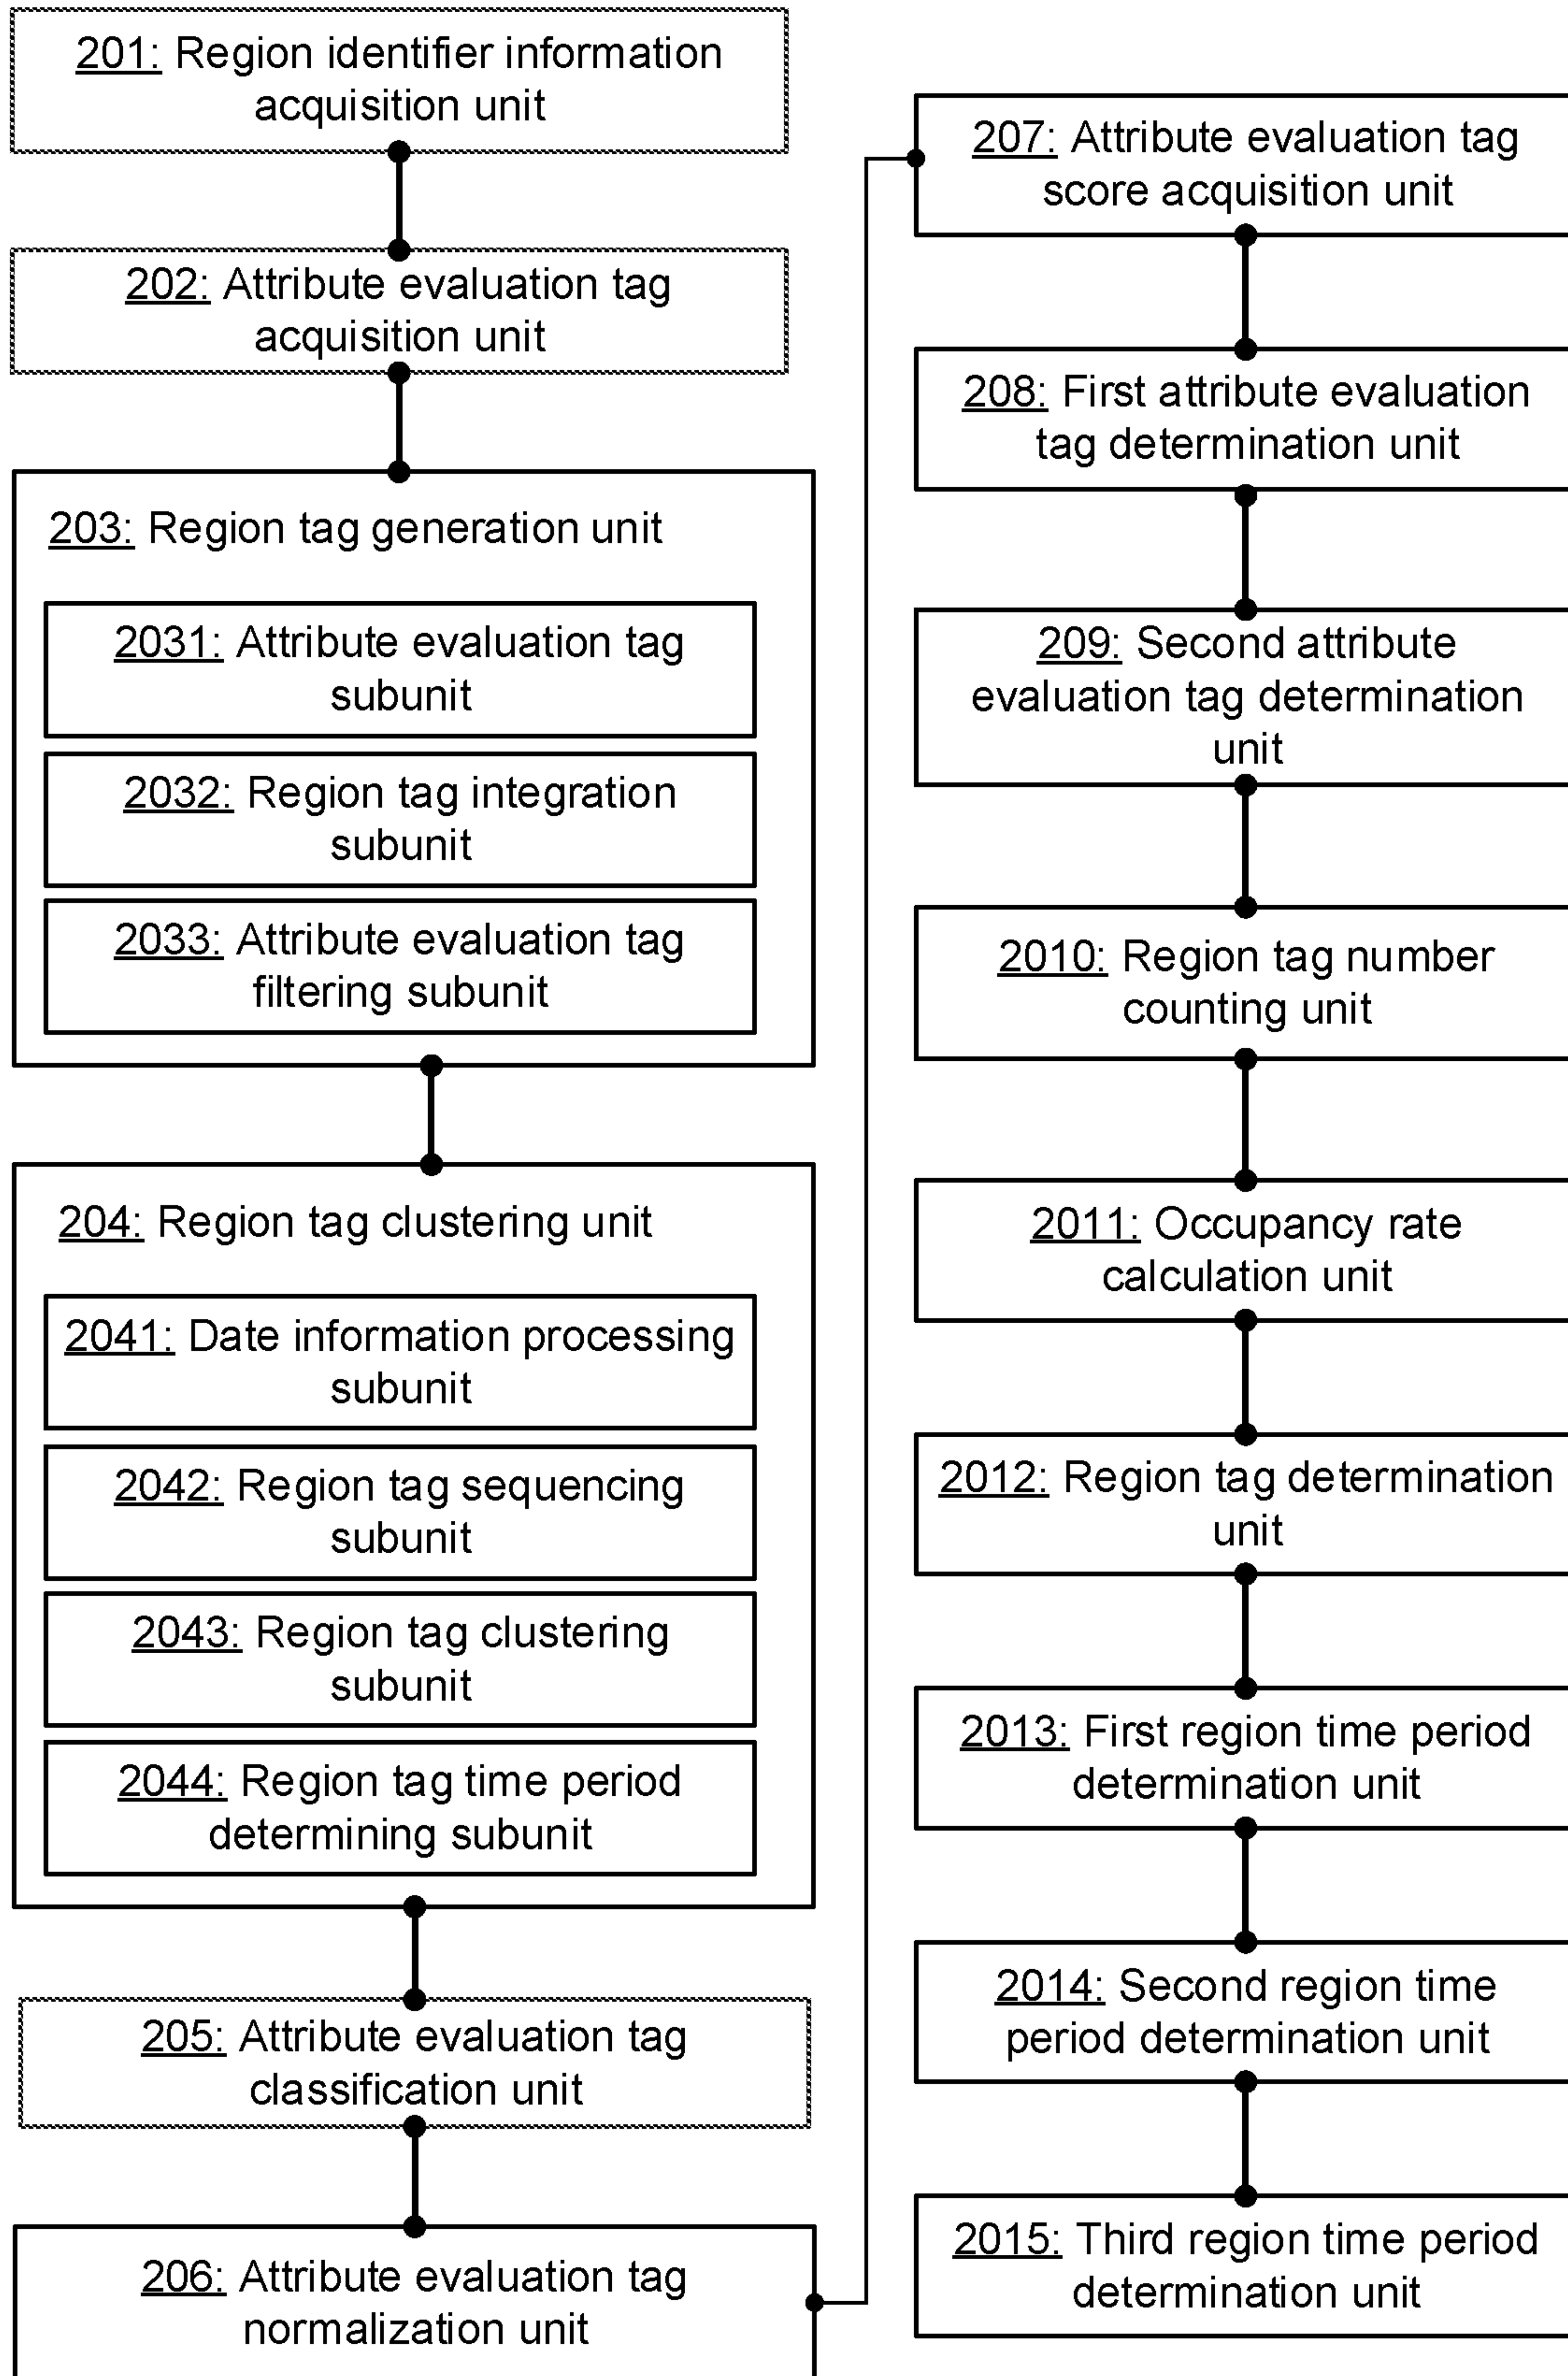 201: Region identifier information
acquisition unit
202: Attribute evaluation tag
acquisition unit
203: Region tag generation unit
2031: Attribute evaluation tag
subunit
2032: Region tag integration
subunit
2033: Attribute evaluation tag
filtering subunit
204: Region tag clustering unit
2041: Date information processing
subunit
2042: Region tag sequencing
subunit
2043: Region tag clustering
subunit
2044: Region tag time period
determining subunit
205: Attribute evaluation tag
classification unit
206: Attribute evaluation tag
normalization unit
207: Attribute evaluation tag
score acquisition unit
208: First attribute evaluation
tag determination unit
209: Second attribute
evaluation tag determination
unit
2010: Region tag number
counting unit
2011: Occupancy rate
calculation unit
2012: Region tag determination
unit
2013: First region time period
determination unit
2014: Second region time
period determination unit
2015: Third region time period
determination unit